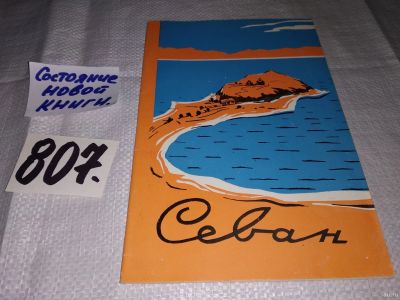 Состояние
новой
книги.
807.
Севан